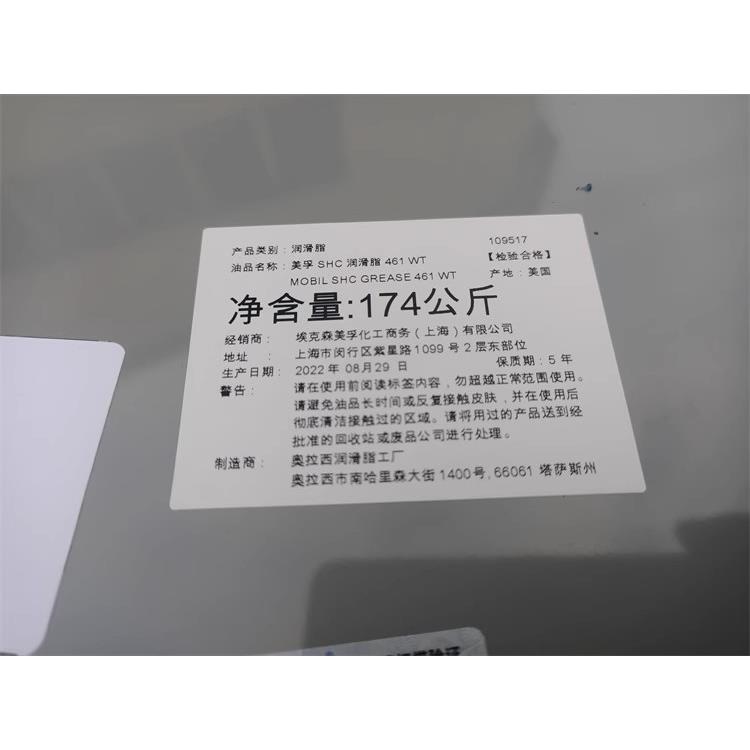 产品类别：润滑脂
109517
油品名称：美孚 SHC 润滑脂 461 WT
【检验合格】
MOBIL SHC GREASE 461 WT
产地：美国
净含量:174公斤
经销商： 埃克森美孚化工商务（上海）有限公司
地址 ： 上海市闵行区紫星路1099 号 2 层东部位
生产日期： 2022 年 08月29 日 保质期：5 年
警告： 请在使用前阅读标签内容，勿超越正常范围使用。
请避免油品长时间或反复接触皮肤，并在使用后
彻底清洁接触过的区域。请将用过的产品送到经
批准的回收站或废品公司进行处理。
制造商： 奥拉西润滑脂工厂
奥拉西市南哈里森大街1400号, 66061 塔萨斯州